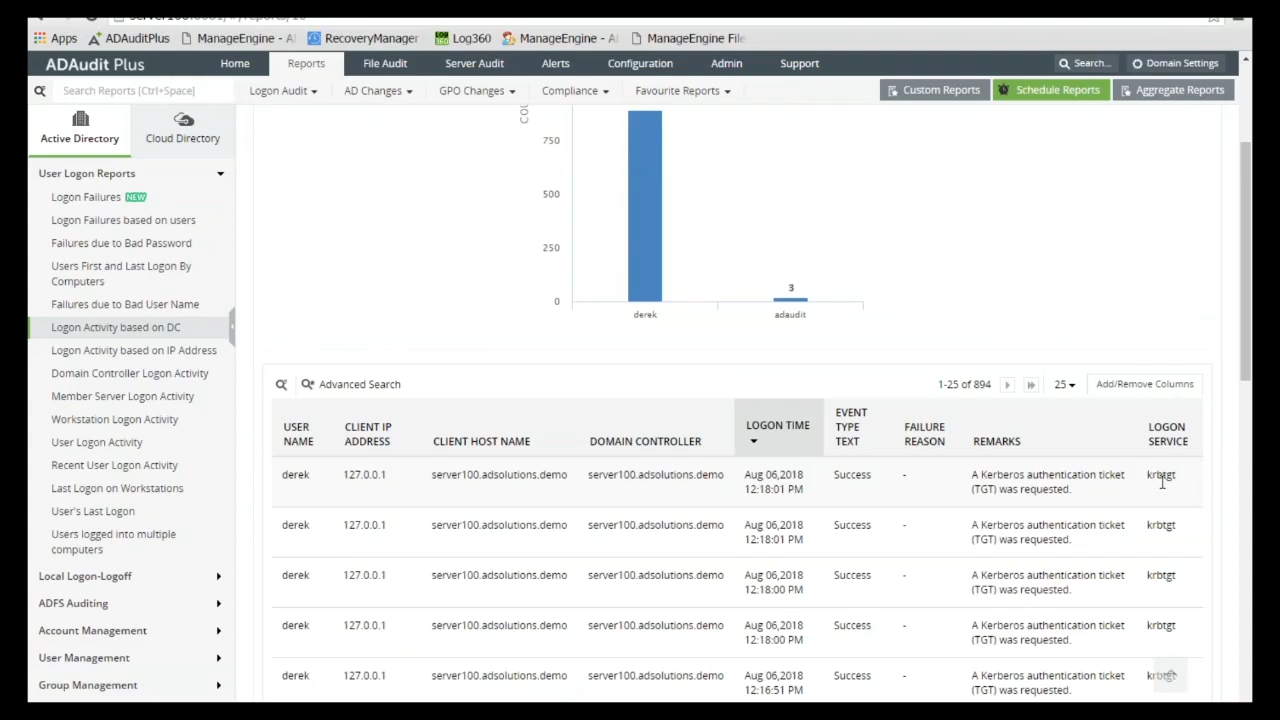 Apps ADAuditPlus ManageEngine - A RecoveryManager Log360 ManageEngine - A ManageEngine File
ADAudit Plus Home Reports File Audit Server Audit Alerts Configuration Admin Support Search... Domain Settings
Search Reports [Ctrl+Space] Logon Audit AD Changes GPO Changes Compliance Favourite Reports Custom Reports Schedule Reports Aggregate Reports
Active Directory Cloud Directory
User Logon Reports
Logon Failures NEW
Logon Failures based on users
Failures due to Bad Password
Users First and Last Logon By
Computers
Failures due to Bad User Name
Logon Activity based on DC
Logon Activity based on IP Address
Domain Controller Logon Activity
Member Server Logon Activity
Workstation Logon Activity
User Logon Activity
Recent User Logon Activity
Last Logon on Workstations
User's Last Logon
Users logged into multiple
computers
Local Logon-Logoff
ADFS Auditing
Account Management
User Management
Group Management
750
500
250
0
3
derek adaudit
Advanced Search 1-25 of 894 25 Add/Remove Columns
USER
NAME
CLIENT IP
ADDRESS
CLIENT HOST NAME
DOMAIN CONTROLLER
LOGON TIME
EVENT
TYPE
TEXT
FAILURE
REASON
REMARKS
LOGON
SERVICE
derek 127.0.0.1 server100.adsolutions.demo server100.adsolutions.demo Aug 06,2018 Success - A Kerberos authentication ticket krbtgt
12:18:01 PM (TGT) was requested.
derek 127.0.0.1 server100.adsolutions.demo server100.adsolutions.demo Aug 06,2018 Success - A Kerberos authentication ticket krbtgt
12:18:01 PM (TGT) was requested.
derek 127.0.0.1 server100.adsolutions.demo server100.adsolutions.demo Aug 06,2018 Success - A Kerberos authentication ticket krbtgt
12:18:00 PM (TGT) was requested.
derek 127.0.0.1 server100.adsolutions.demo server100.adsolutions.demo Aug 06,2018 Success - A Kerberos authentication ticket krbtgt
12:18:00 PM (TGT) was requested.
derek 127.0.0.1 server100.adsolutions.demo server100.adsolutions.demo Aug 06,2018 Success - A Kerberos authentication ticket krbtgt
12:16:51 PM (TGT) was requested.